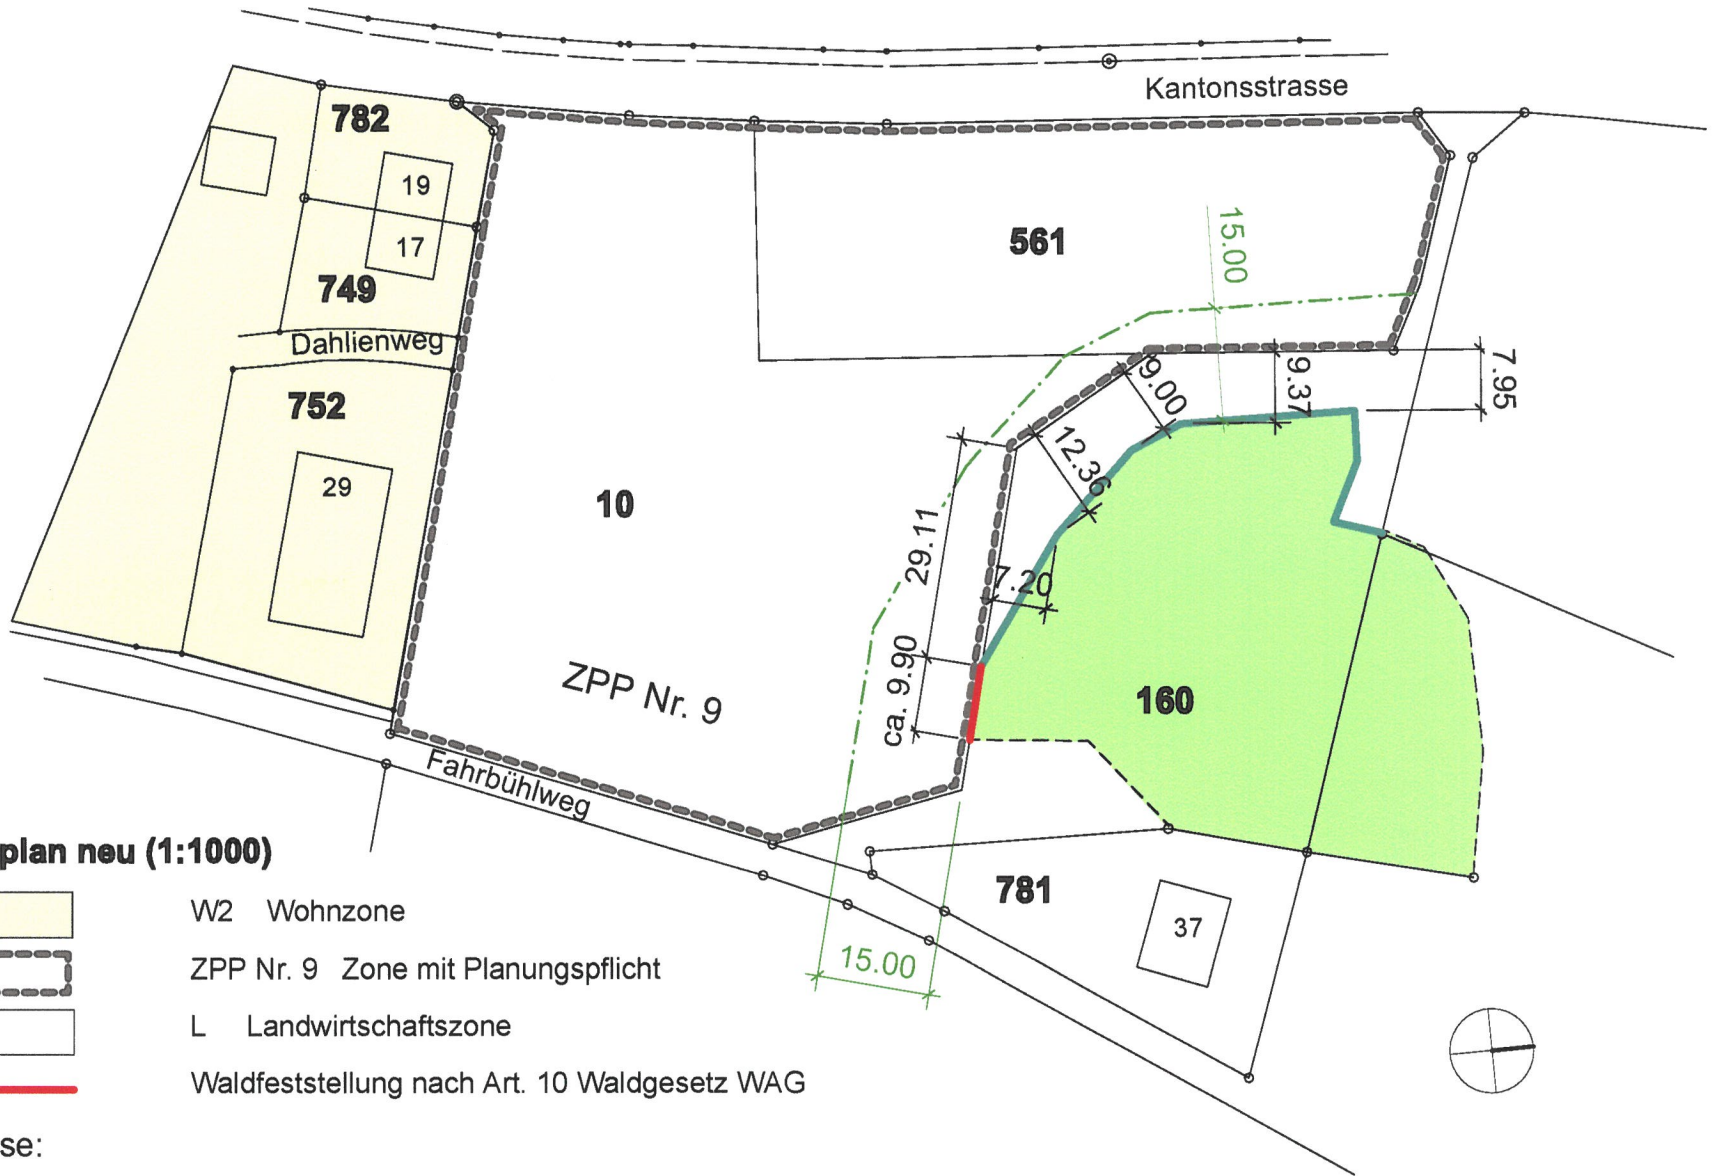 Kantonsstrasse
782
19
17
749
561
15.00
Dahlienweg
752
29
10
9.00
9.37
7.95
12.36
29.11
7.20
ca. 9.90
ZPP Nr. 9
160
Fahrbühlweg
781
37
15.00
plan neu (1:1000)
W2 Wohnzone
ZPP Nr. 9 Zone mit Planungspflicht
L Landwirtschaftszone
Waldfeststellung nach Art. 10 Waldgesetz WAG
se: